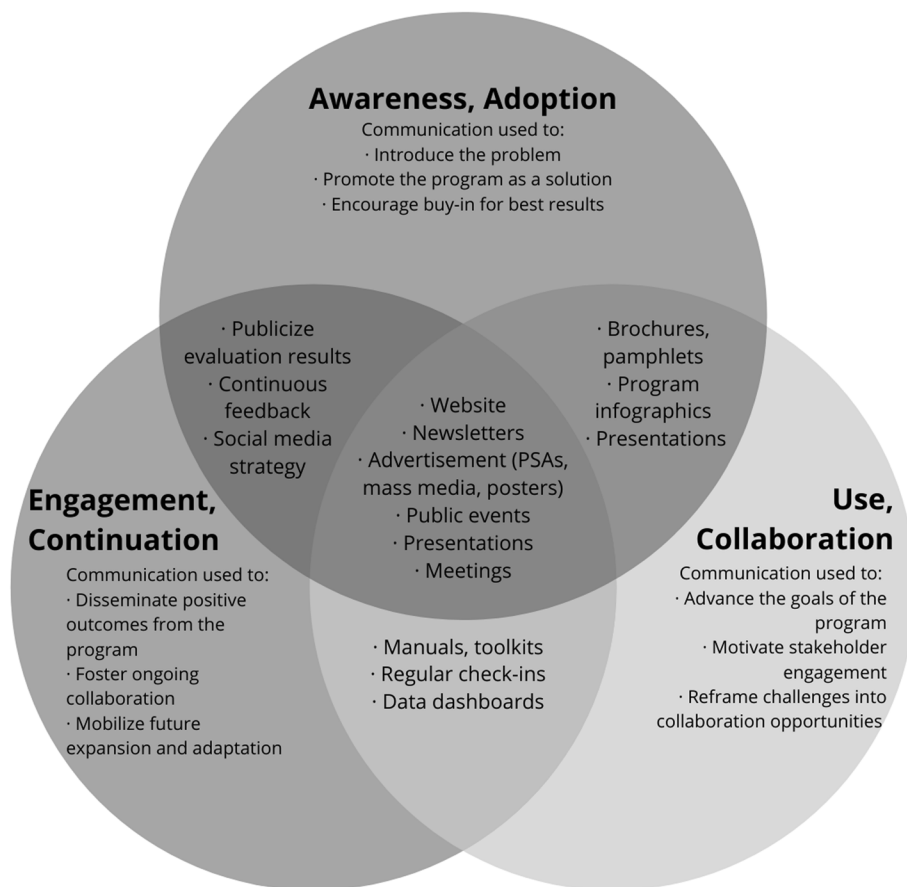 Awareness, Adoption
Communication used to:
· Introduce the problem
· Promote the program as a solution
· Encourage buy-in for best results
· Publicize
evaluation results
· Continuous
feedback
· Social media
strategy
· Brochures,
pamphlets
· Program
infographics
· Presentations
· Website
· Newsletters
· Advertisement (PSAs,
mass media, posters)
· Public events
· Presentations
· Meetings
Engagement,
Continuation
Communication used to:
· Disseminate positive
outcomes from the
program
· Foster ongoing
collaboration
· Mobilize future
expansion and adaptation
Use,
Collaboration
Communication used to:
· Advance the goals of the
program
· Motivate stakeholder
engagement
· Reframe challenges into
collaboration opportunities
· Manuals, toolkits
· Regular check-ins
· Data dashboards